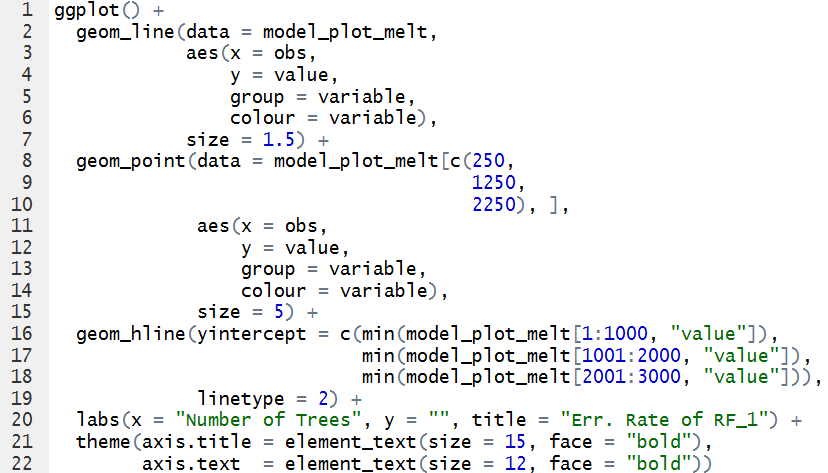 1 ggplot() +
2   geom_line(data = model_plot_melt,
3             aes(x = obs,
4                 y = value,
5                 group = variable,
6                 colour = variable),
7             size = 1.5) +
8   geom_point(data = model_plot_melt[c(250,
9                                       1250,
10                                      2250), ],
11             aes(x = obs,
12                 y = value,
13                 group = variable,
14                 colour = variable),
15             size = 5) +
16  geom_hline(yintercept = c(min(model_plot_melt[1:1000, "value"]),
17                            min(model_plot_melt[1001:2000, "value"]),
18                            min(model_plot_melt[2001:3000, "value"])),
19             linetype = 2) +
20  labs(x = "Number of Trees", y = "", title = "Err. Rate of RF_1") +
21  theme(axis.title = element_text(size = 15, face = "bold"),
22        axis.text  = element_text(size = 12, face = "bold"))